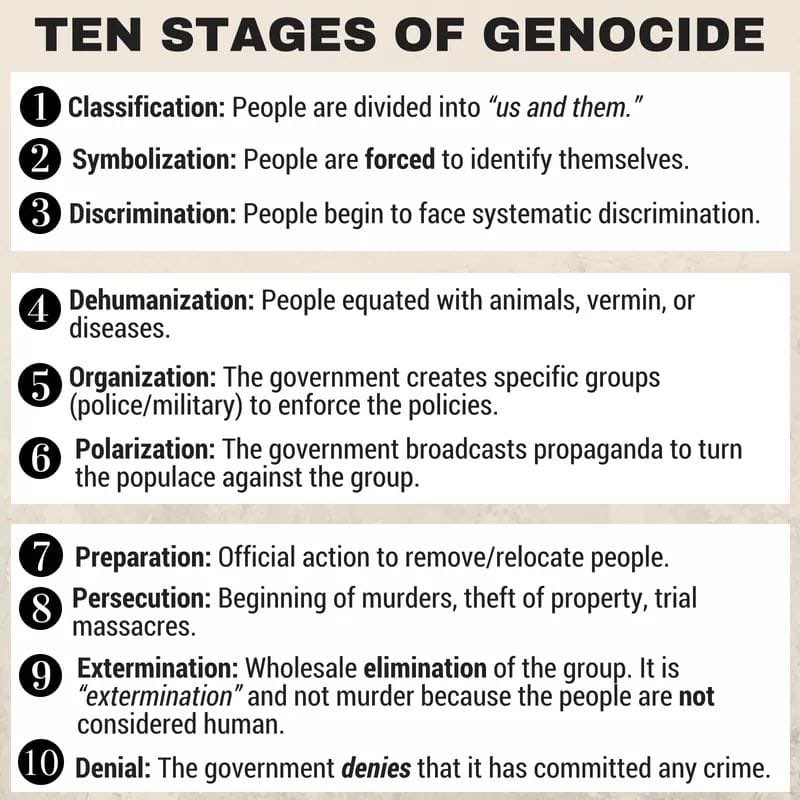 TEN STAGES OF GENOCIDE
1 Classification: People are divided into “us and them.”
2 Symbolization: People are forced to identify themselves.
3 Discrimination: People begin to face systematic discrimination.
4 Dehumanization: People equated with animals, vermin, or
diseases.
5 Organization: The government creates specific groups
(police/military) to enforce the policies.
6 Polarization: The government broadcasts propaganda to turn
the populace against the group.
7 Preparation: Official action to remove/relocate people.
8 Persecution: Beginning of murders, theft of property, trial
massacres.
9 Extermination: Wholesale elimination of the group. It is
“extermination” and not murder because the people are not
considered human.
10 Denial: The government denies that it has committed any crime.